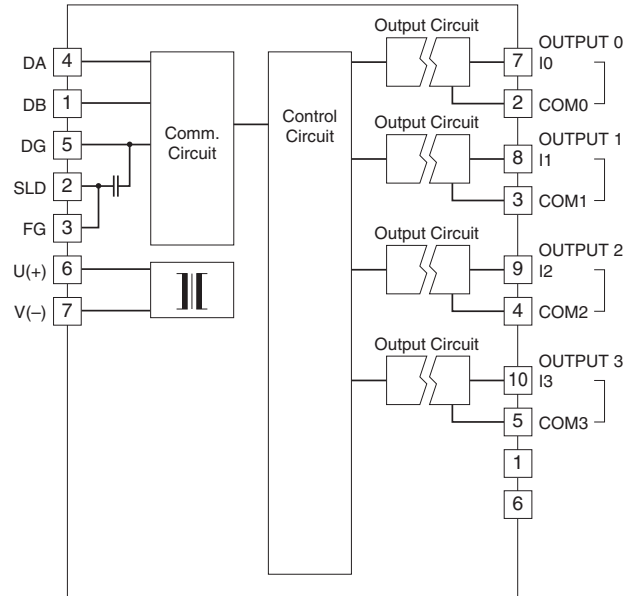 DA 4
DB 1
DG 5
SLD 2
FG 3
U(+) 6
V(–) 7
Comm.
Circuit
Control
Circuit
Output Circuit
7 OUTPUT 0
I0
2 COM0
Output Circuit
8 OUTPUT 1
I1
3 COM1
Output Circuit
9 OUTPUT 2
I2
4 COM2
Output Circuit
10 OUTPUT 3
I3
5 COM3
1
6